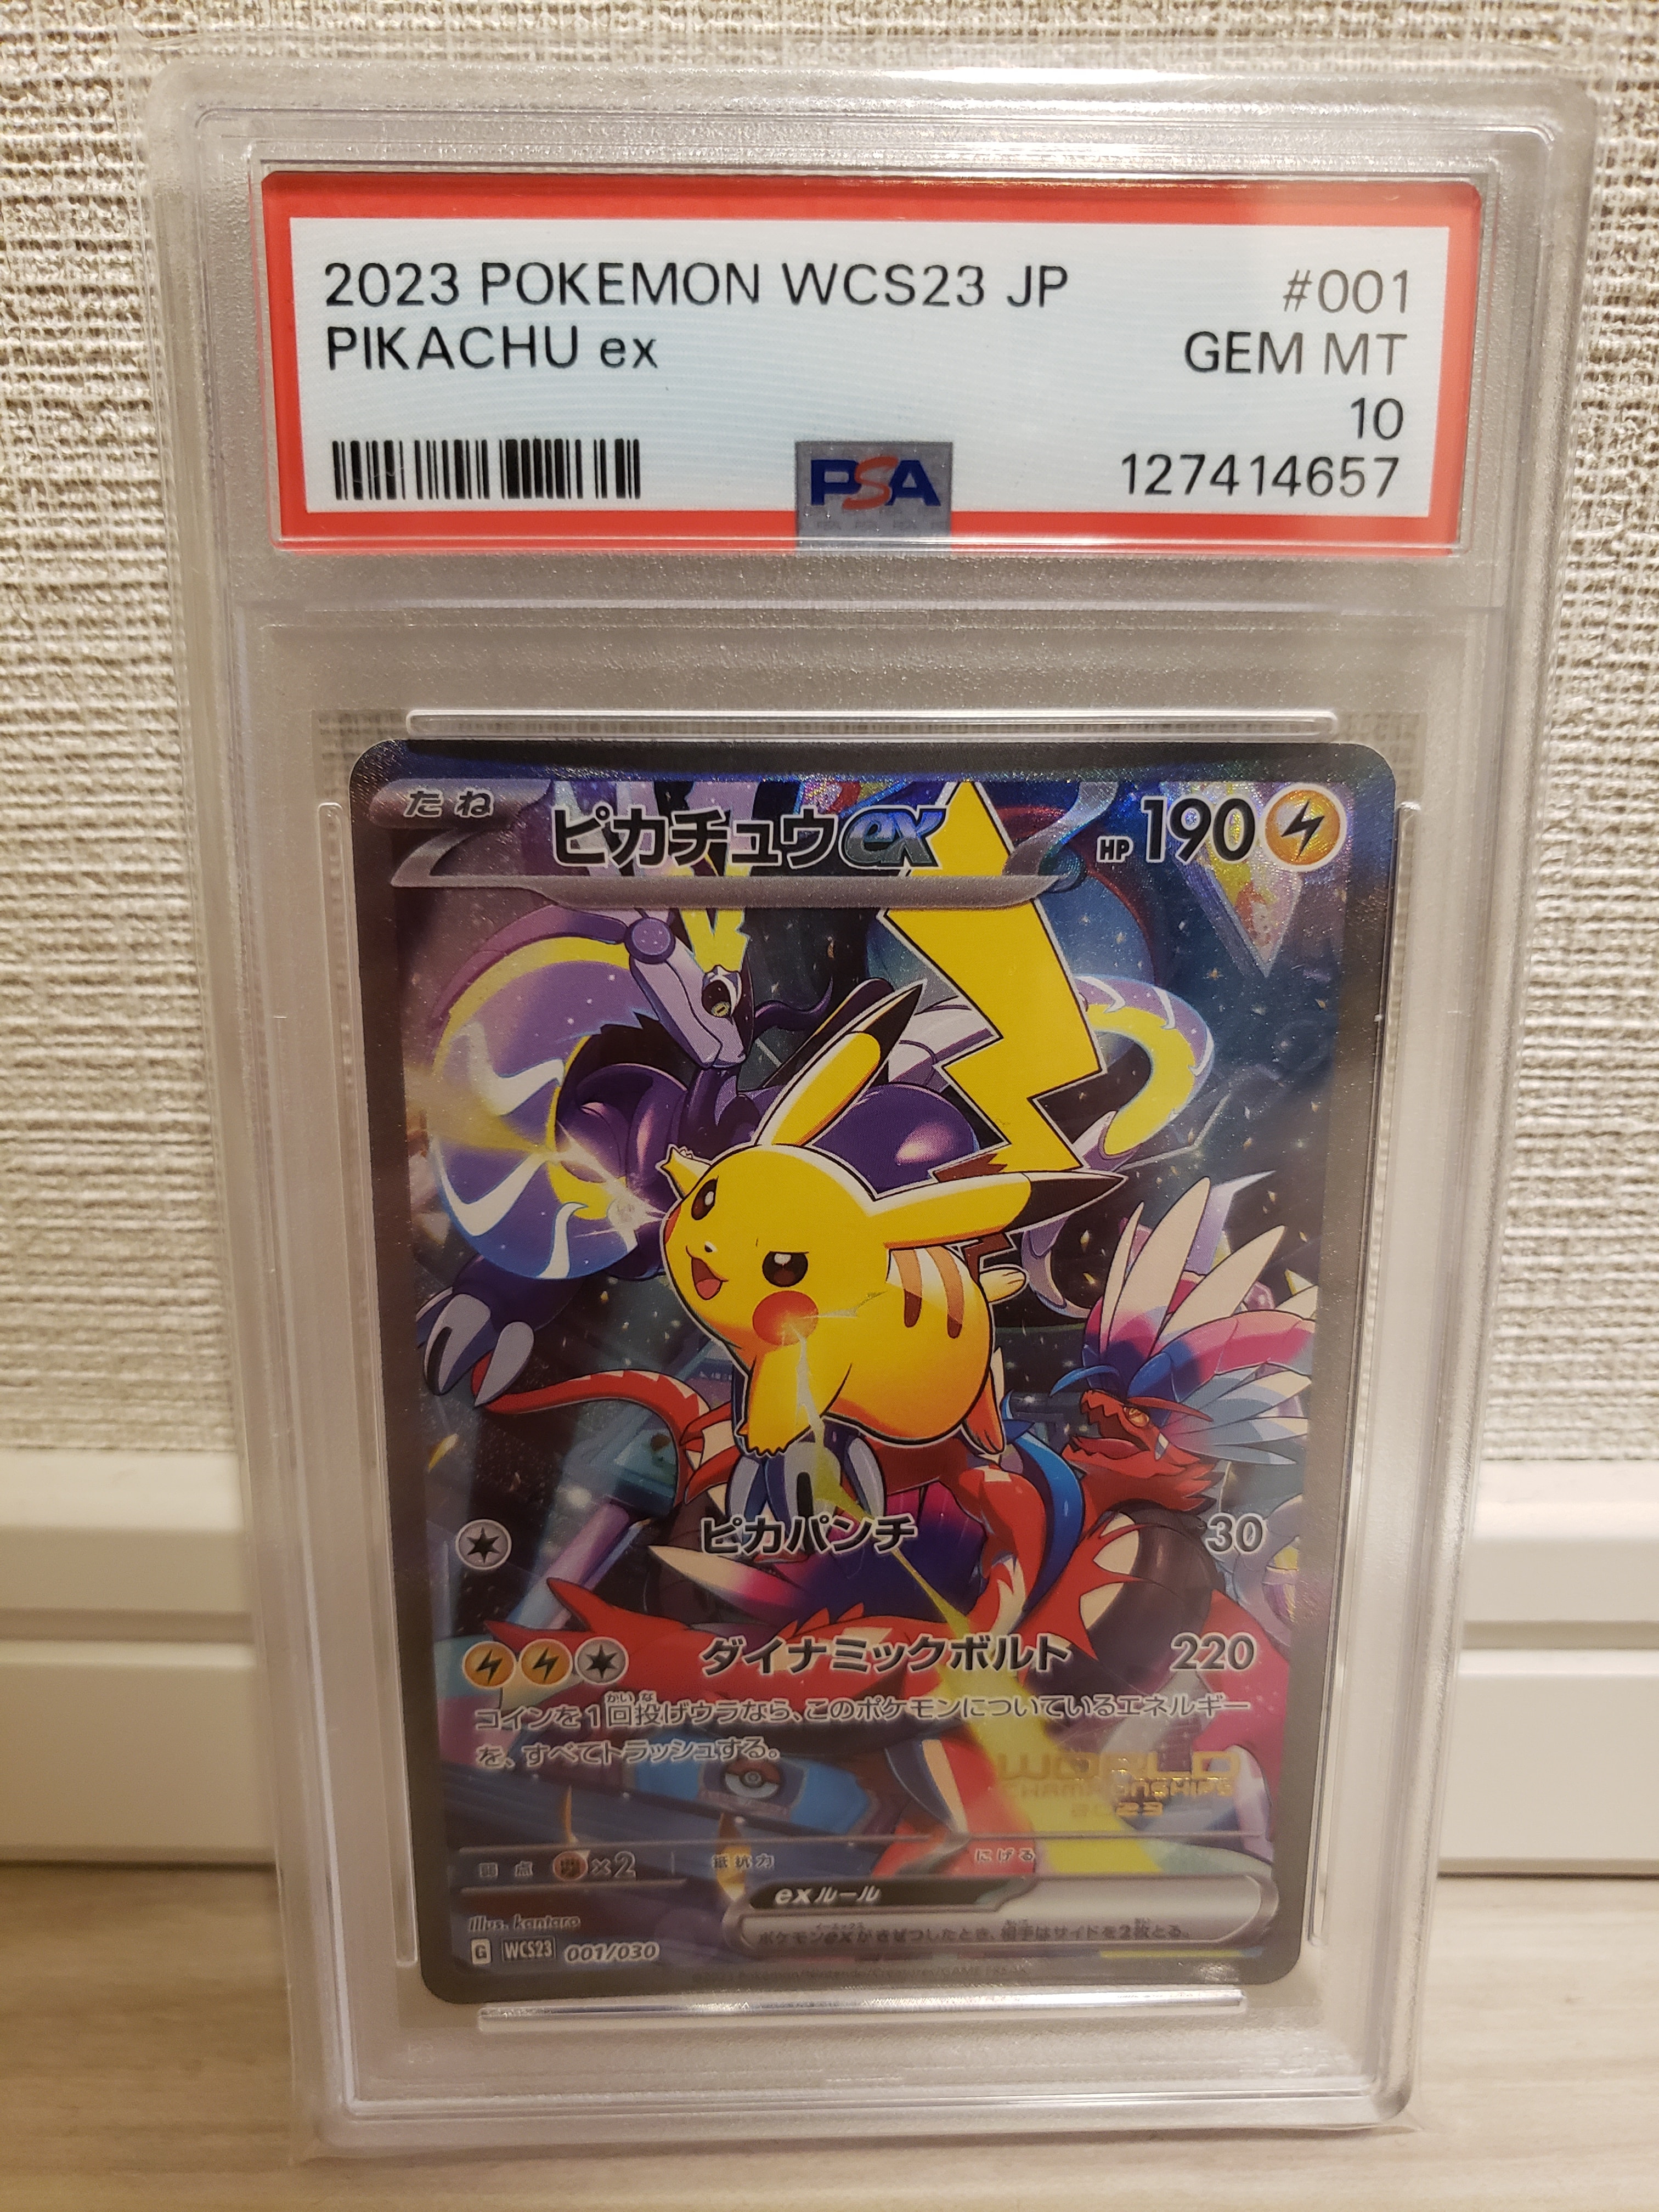 2023 POKEMON WCS23 JP #001
PIKACHU ex GEM MT
10
PSA 127414657
たね ピカチュウex HP 190
ピカパンチ 30
ダイナミックボルト 220
コインを1回投げウラなら、このポケモンについているエネルギー
を、すべてトラッシュする。
WORLD
CHAMPIONSHIPS
2023
弱点 ×2 抵抗力 にげる
exルール
ポケモンexがきぜつしたとき、相手はサイドを2枚とる。
Illus. kantaro
G WCS23 001/030